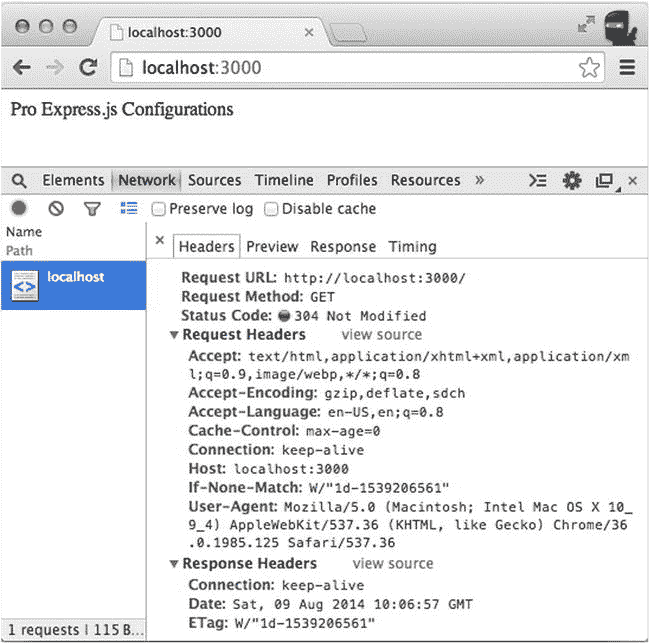 localhost:3000
localhost:3000
Pro Express.js Configurations
Elements Network Sources Timeline Profiles Resources »
Preserve log Disable cache
Name
Path
localhost
Headers Preview Response Timing
Request URL: http://localhost:3000/
Request Method: GET
Status Code: 304 Not Modified
Request Headers view source
Accept: text/html,application/xhtml+xml,application/xm
l;q=0.9,image/webp,*/*;q=0.8
Accept-Encoding: gzip,deflate,sdch
Accept-Language: en-US,en;q=0.8
Cache-Control: max-age=0
Connection: keep-alive
Host: localhost:3000
If-None-Match: W/"1d-1539206561"
User-Agent: Mozilla/5.0 (Macintosh; Intel Mac OS X 10_
9_4) AppleWebKit/537.36 (KHTML, like Gecko) Chrome/36
.0.1985.125 Safari/537.36
Response Headers view source
Connection: keep-alive
Date: Sat, 09 Aug 2014 10:06:57 GMT
ETag: W/"1d-1539206561"
1 requests | 115 B...